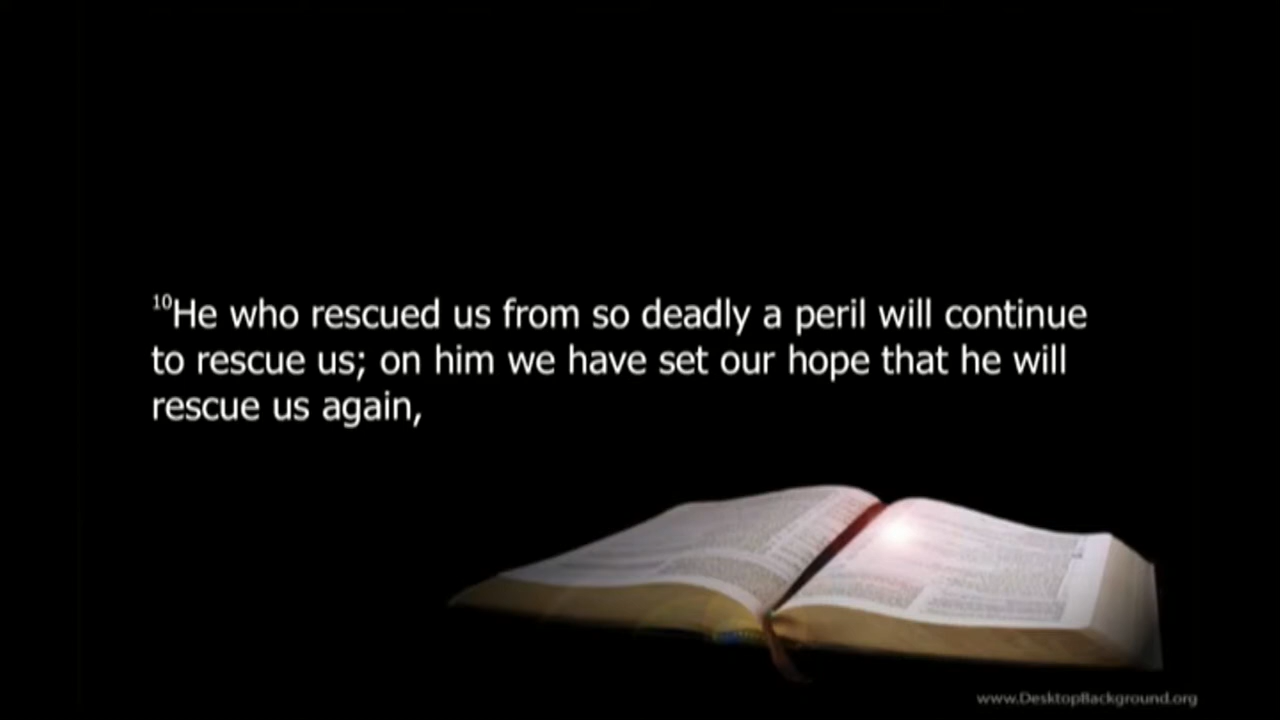 ¹⁰He who rescued us from so deadly a peril will continue
to rescue us; on him we have set our hope that he will
rescue us again,
www.DesktopBackground.org